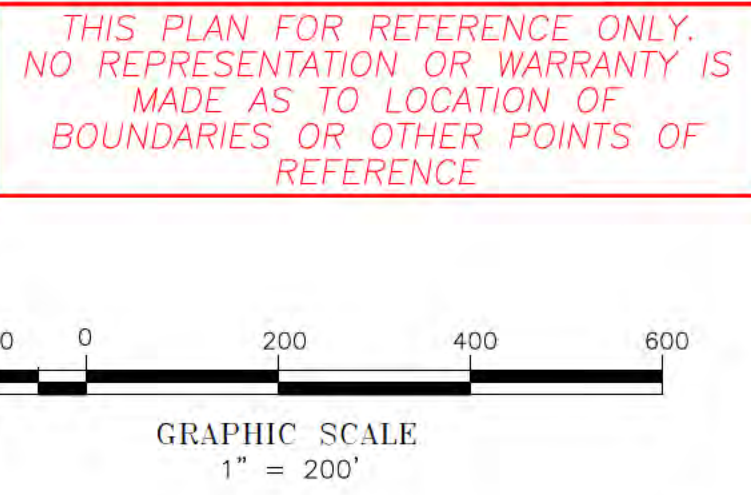 THIS PLAN FOR REFERENCE ONLY.
NO REPRESENTATION OR WARRANTY IS
MADE AS TO LOCATION OF
BOUNDARIES OR OTHER POINTS OF
REFERENCE
0 0 200 400 600
GRAPHIC SCALE
1" = 200'